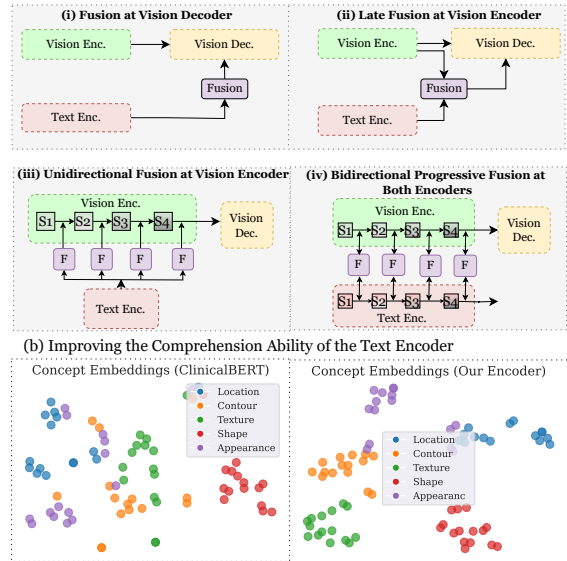 (i) Fusion at Vision Decoder
Vision Enc.
Vision Dec.
Fusion
Text Enc.
(ii) Late Fusion at Vision Encoder
Vision Enc.
Vision Dec.
Fusion
Text Enc.
(iii) Unidirectional Fusion at Vision Encoder
Vision Enc.
S1 S2 S3 S4
Vision
Dec.
F F F F
Text Enc.
(iv) Bidirectional Progressive Fusion at
Both Encoders
Vision Enc.
S1 S2 S3 S4
Vision
Dec.
F F F F
S1 S2 S3 S4
Text Enc.
(b) Improving the Comprehension Ability of the Text Encoder
Concept Embeddings (ClinicalBERT)
Location
Contour
Texture
Shape
Appearance
Concept Embeddings (Our Encoder)
Location
Contour
Texture
Shape
Appearanc